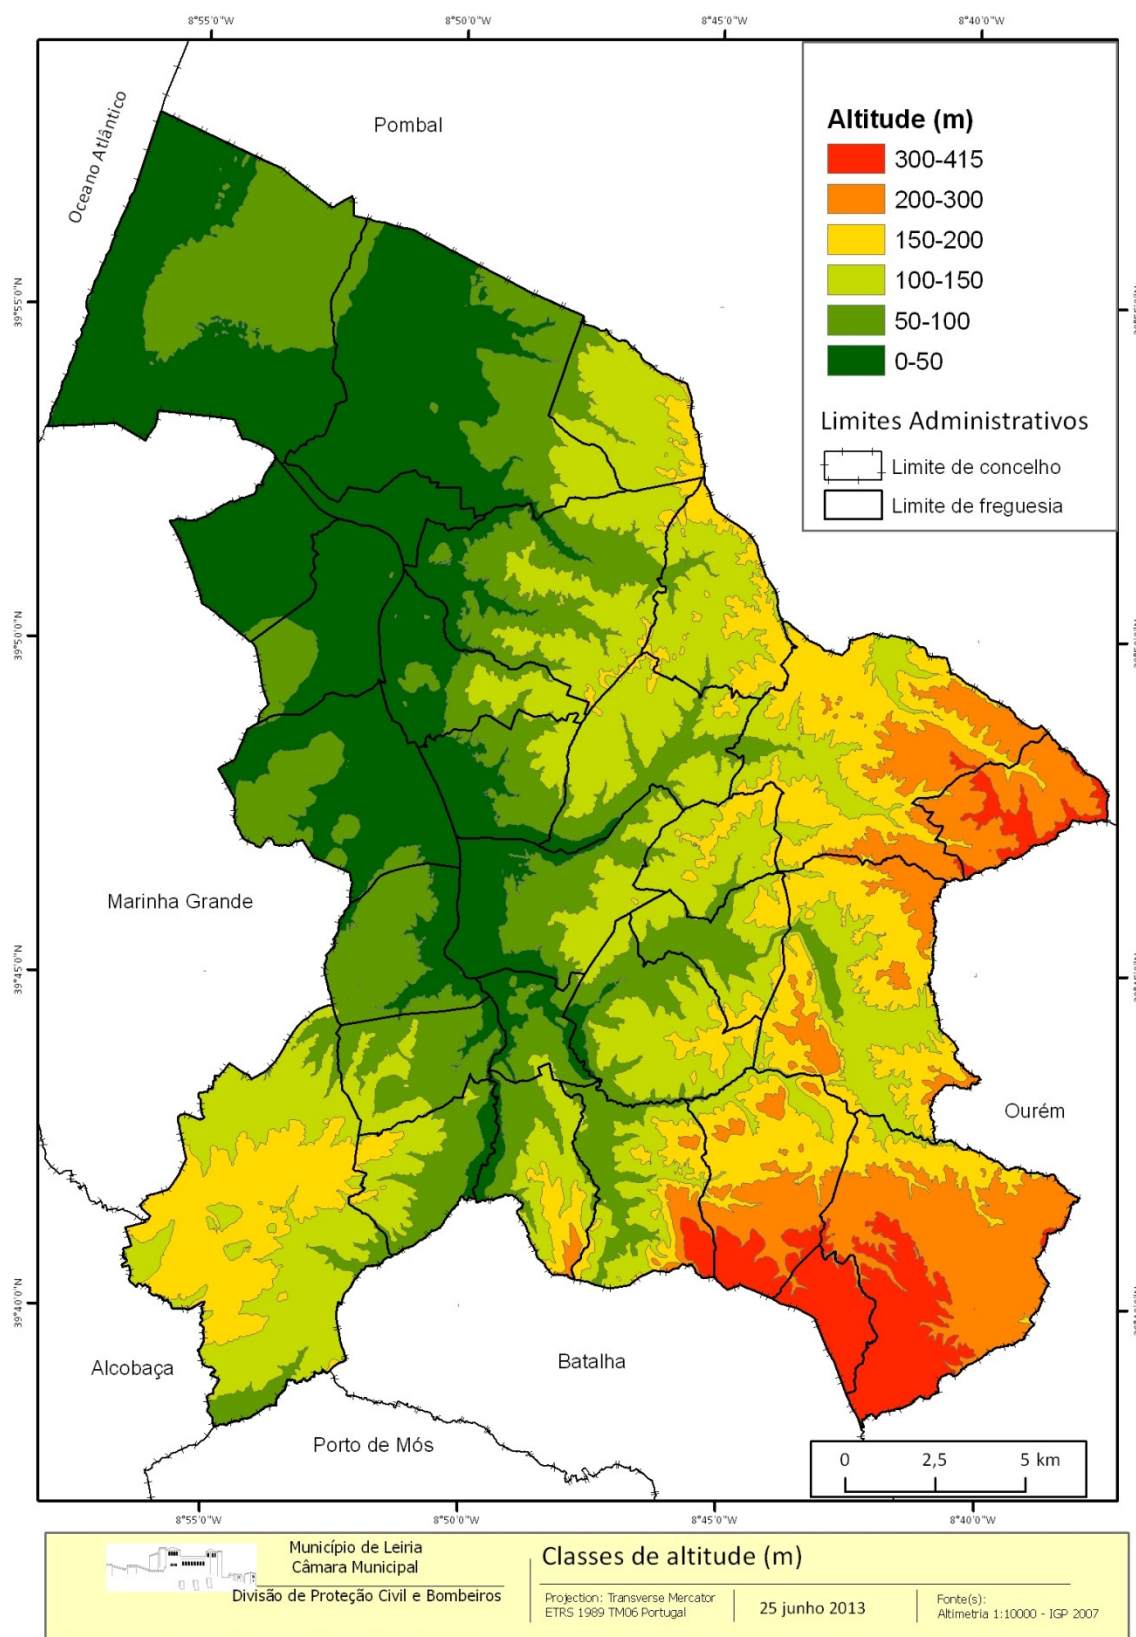 8°55'0"W
8°50'0"W
8°45'0"W
8°40'0"W
Oceano Atlântico
Pombal
Altitude (m)
300-415
200-300
150-200
100-150
50-100
0-50
Limites Administrativos
Limite de concelho
Limite de freguesia
39°55'0"N
39°50'0"N
Marinha Grande
39°45'0"N
Ourém
39°40'0"N
Alcobaça
Batalha
Porto de Mós
0 2,5 5 km
8°55'0"W
8°50'0"W
8°45'0"W
8°40'0"W
Município de Leiria
Câmara Municipal
Divisão de Proteção Civil e Bombeiros
Classes de altitude (m)
Projection: Transverse Mercator
ETRS 1989 TM06 Portugal
25 junho 2013
Fonte(s):
Altimetria 1:10000 - IGP 2007